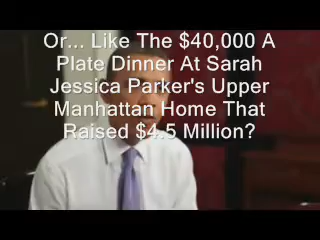 Or... Like The $40,000 A
Plate Dinner At Sarah
Jessica Parker's Upper
Manhattan Home That
Raised $4.5 Million?